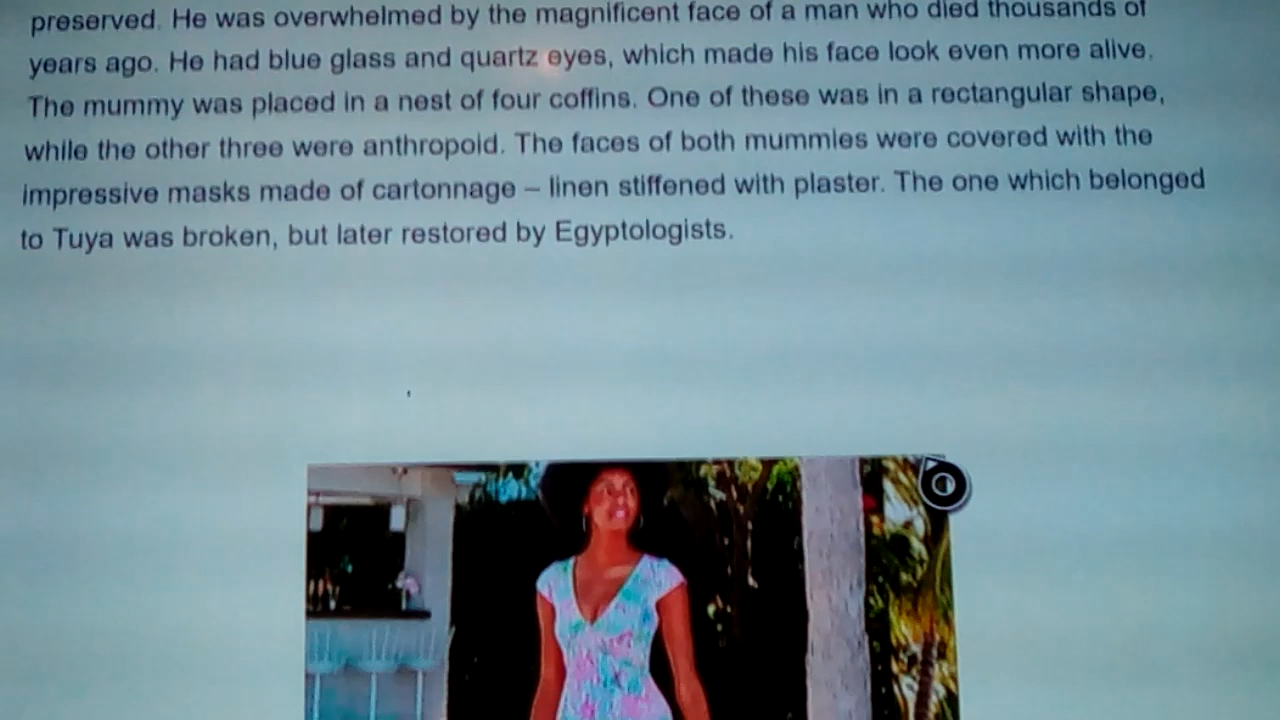 preserved. He was overwhelmed by the magnificent face of a man who died thousands of
years ago. He had blue glass and quartz eyes, which made his face look even more alive.
The mummy was placed in a nest of four coffins. One of these was in a rectangular shape,
while the other three were anthropoid. The faces of both mummies were covered with the
impressive masks made of cartonnage – linen stiffened with plaster. The one which belonged
to Tuya was broken, but later restored by Egyptologists.